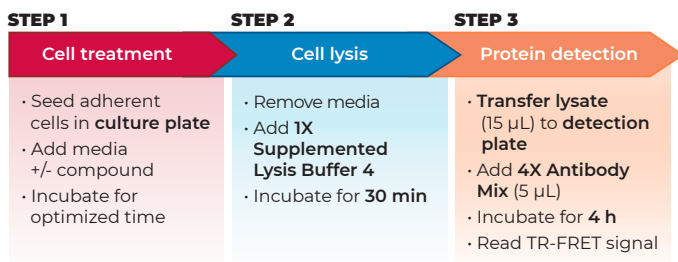 STEP 1
Cell treatment
· Seed adherent
cells in culture plate
· Add media
+/- compound
· Incubate for
optimized time
STEP 2
Cell lysis
· Remove media
· Add 1X
Supplemented
Lysis Buffer 4
· Incubate for 30 min
STEP 3
Protein detection
· Transfer lysate
(15 µL) to detection
plate
· Add 4X Antibody
Mix (5 µL)
· Incubate for 4 h
· Read TR-FRET signal